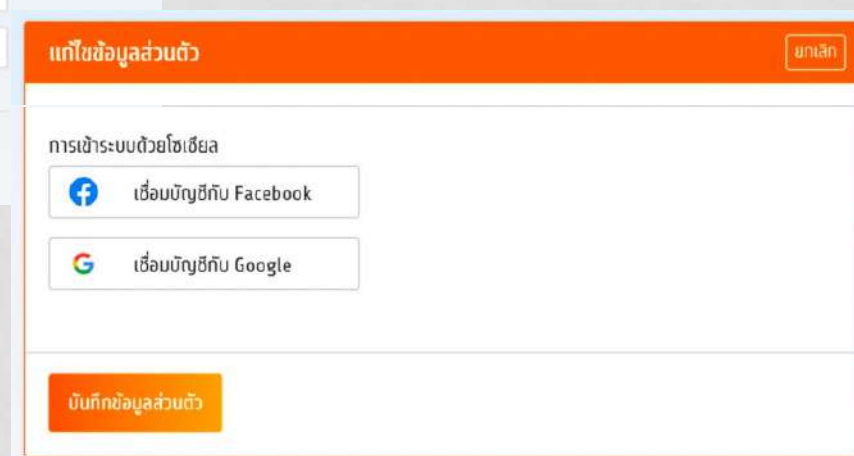 แก้ไขข้อมูลส่วนตัว
ยกเลิก
การเข้าระบบด้วยโซเชียล
เชื่อมบัญชีกับ Facebook
เชื่อมบัญชีกับ Google
บันทึกข้อมูลส่วนตัว